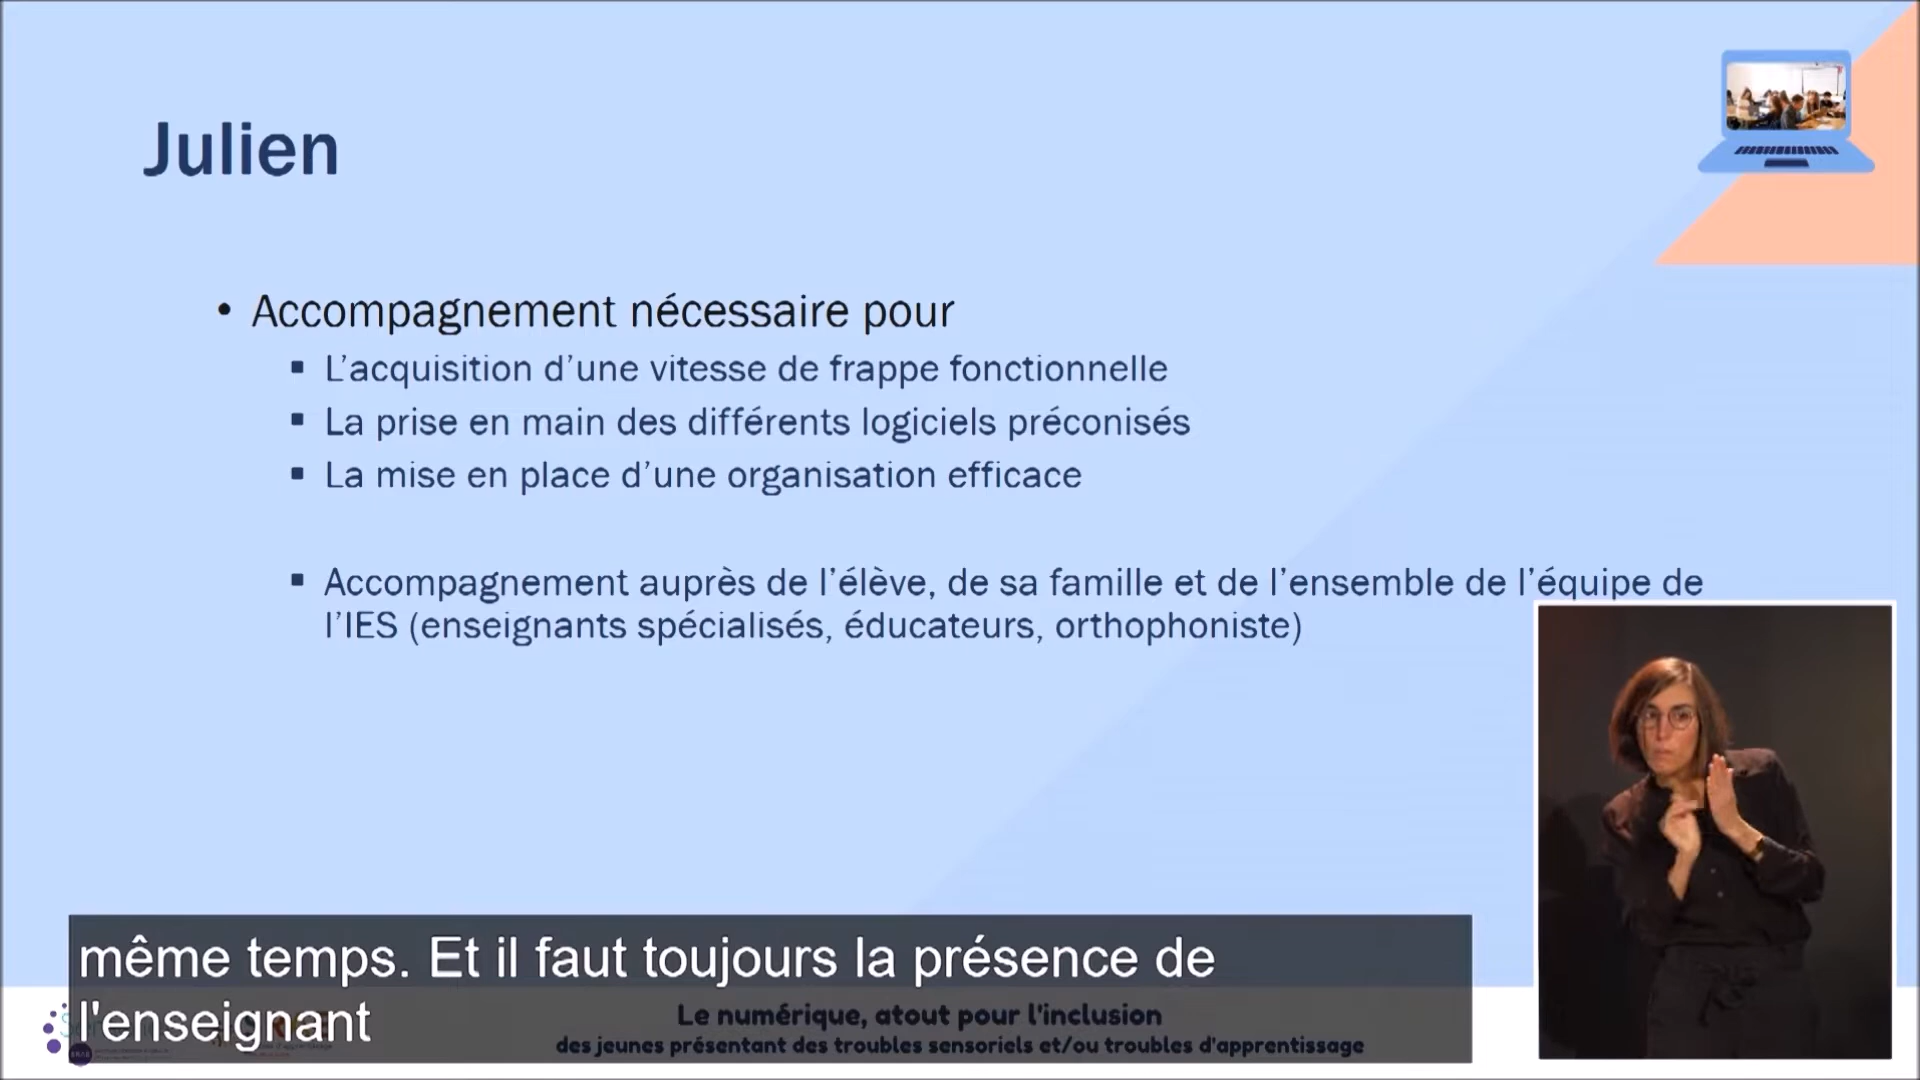 Julien
• Accompagnement nécessaire pour
▪ L’acquisition d’une vitesse de frappe fonctionnelle
▪ La prise en main des différents logiciels préconisés
▪ La mise en place d’une organisation efficace
▪ Accompagnement auprès de l’élève, de sa famille et de l’ensemble de l’équipe de
l’IES (enseignants spécialisés, éducateurs, orthophoniste)
même temps. Et il faut toujours la présence de
l'enseignant
Le numérique, atout pour l'inclusion
des jeunes présentant des troubles sensoriels et/ou troubles d'apprentissage